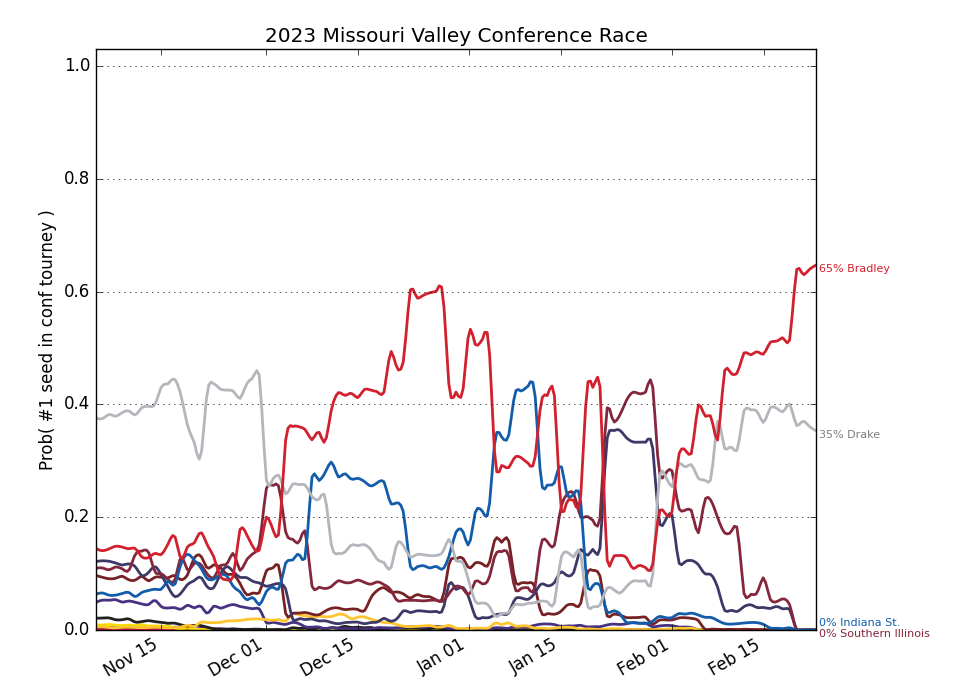 2023 Missouri Valley Conference Race
Prob( #1 seed in conf tourney )
1.0
0.8
0.6
0.4
0.2
0.0
65% Bradley
35% Drake
0% Indiana St.
0% Southern Illinois
Nov 15
Dec 01
Dec 15
Jan 01
Jan 15
Feb 01
Feb 15